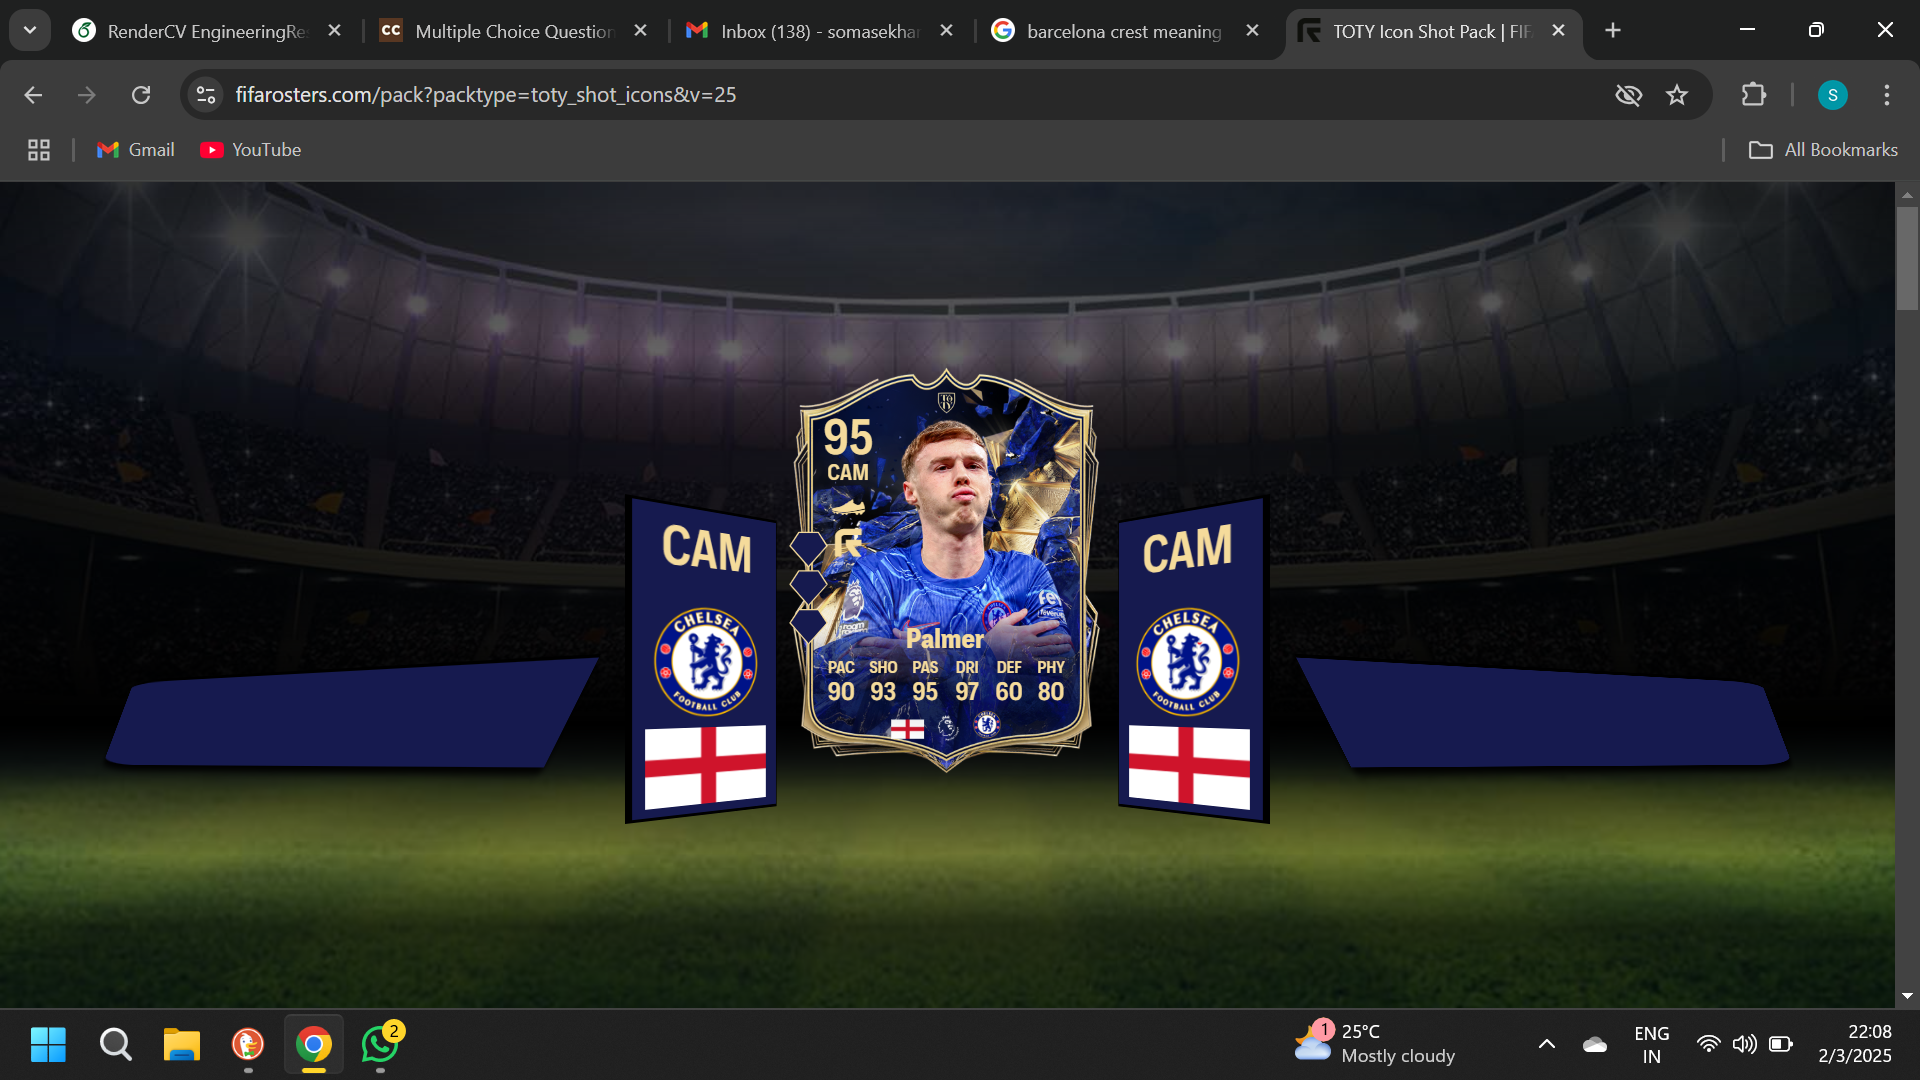 RenderCV EngineeringRe
CC
Multiple Choice Question
Inbox (138) - somasekhar
barcelona crest meaning
TOTY Icon Shot Pack | FIF
fifarosters.com/pack?packtype=toty_shot_icons&v=25
S
Gmail
YouTube
All Bookmarks
95
CAM
CAM
CHELSEA
FOOTBALL CLUB
CAM
CHELSEA
FOOTBALL CLUB
Palmer
PAC SHO PAS DRI DEF PHY
90 93 95 97 60 80
2
1
25°C
Mostly cloudy
ENG
IN
22:08
2/3/2025